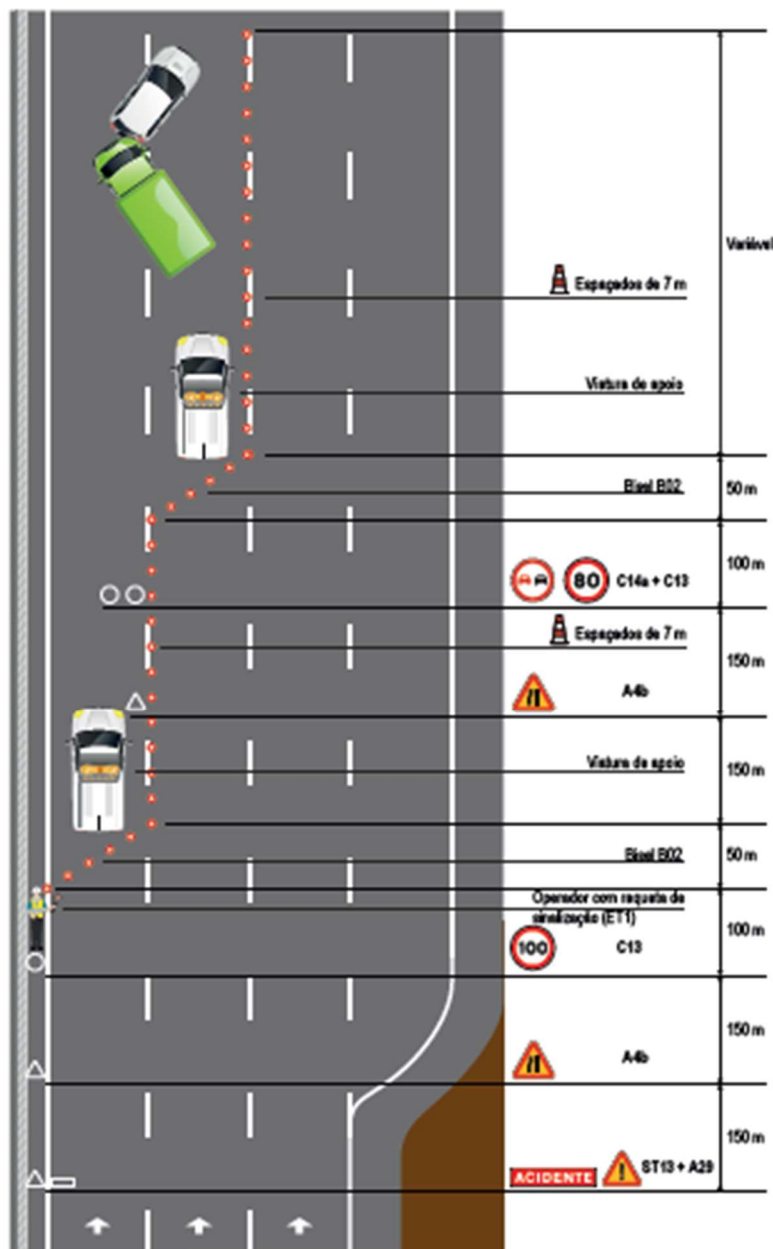 Variável
Espaçados de 7 m
Viatura de apoio
Bisel B02
50 m
100 m
80 C14a + C13
Espaçados de 7 m
150 m
A4b
Viatura de apoio
150 m
Bisel B02
50 m
Operador com raquete de
sinalização (ET1)
100 m
100 C13
150 m
A4b
150 m
ACIDENTE ! ST13 + A29